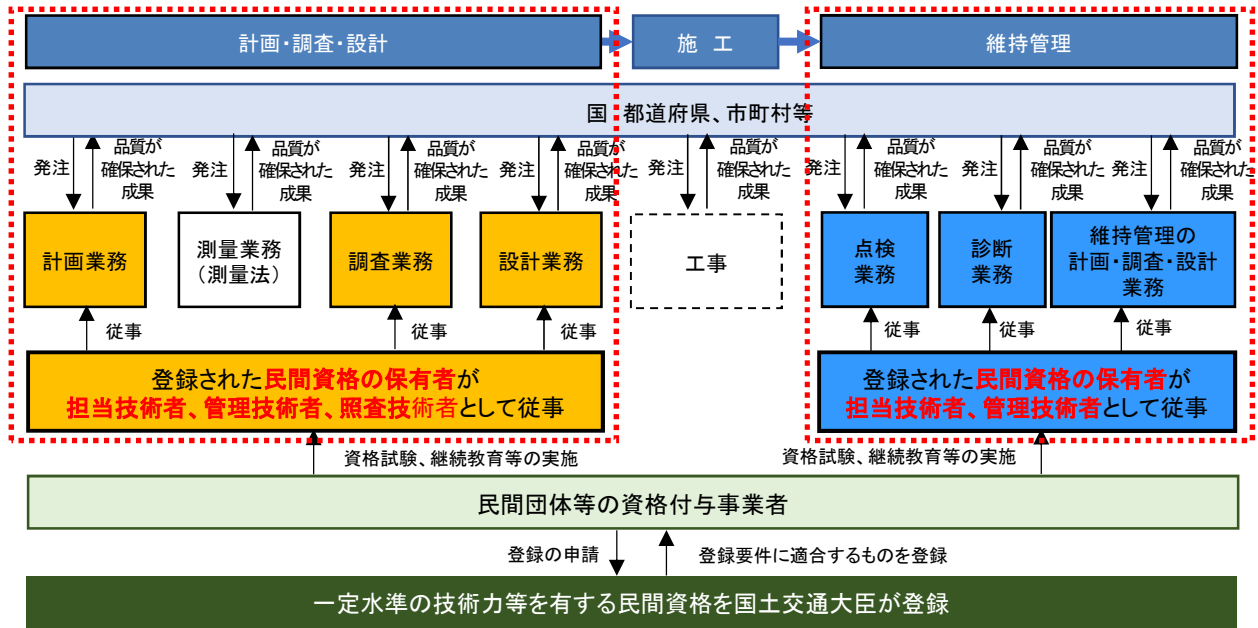 計画・調査・設計
施 工
維持管理
国 都道府県、市町村等
発注
品質が
確保された
成果
発注
品質が
確保された
成果
発注
品質が
確保された
成果
発注
品質が
確保された
成果
発注
品質が
確保された
成果
発注
品質が
確保された
成果
発注
品質が
確保された
成果
発注
品質が
確保された
成果
計画業務
測量業務
(測量法)
調査業務
設計業務
工事
点検
業務
診断
業務
維持管理の
計画・調査・設計
業務
従事
従事
従事
従事
従事
従事
登録された民間資格の保有者が
担当技術者、管理技術者、照査技術者として従事
登録された民間資格の保有者が
担当技術者、管理技術者として従事
資格試験、継続教育等の実施
資格試験、継続教育等の実施
民間団体等の資格付与事業者
登録の申請
登録要件に適合するものを登録
一定水準の技術力等を有する民間資格を国土交通大臣が登録